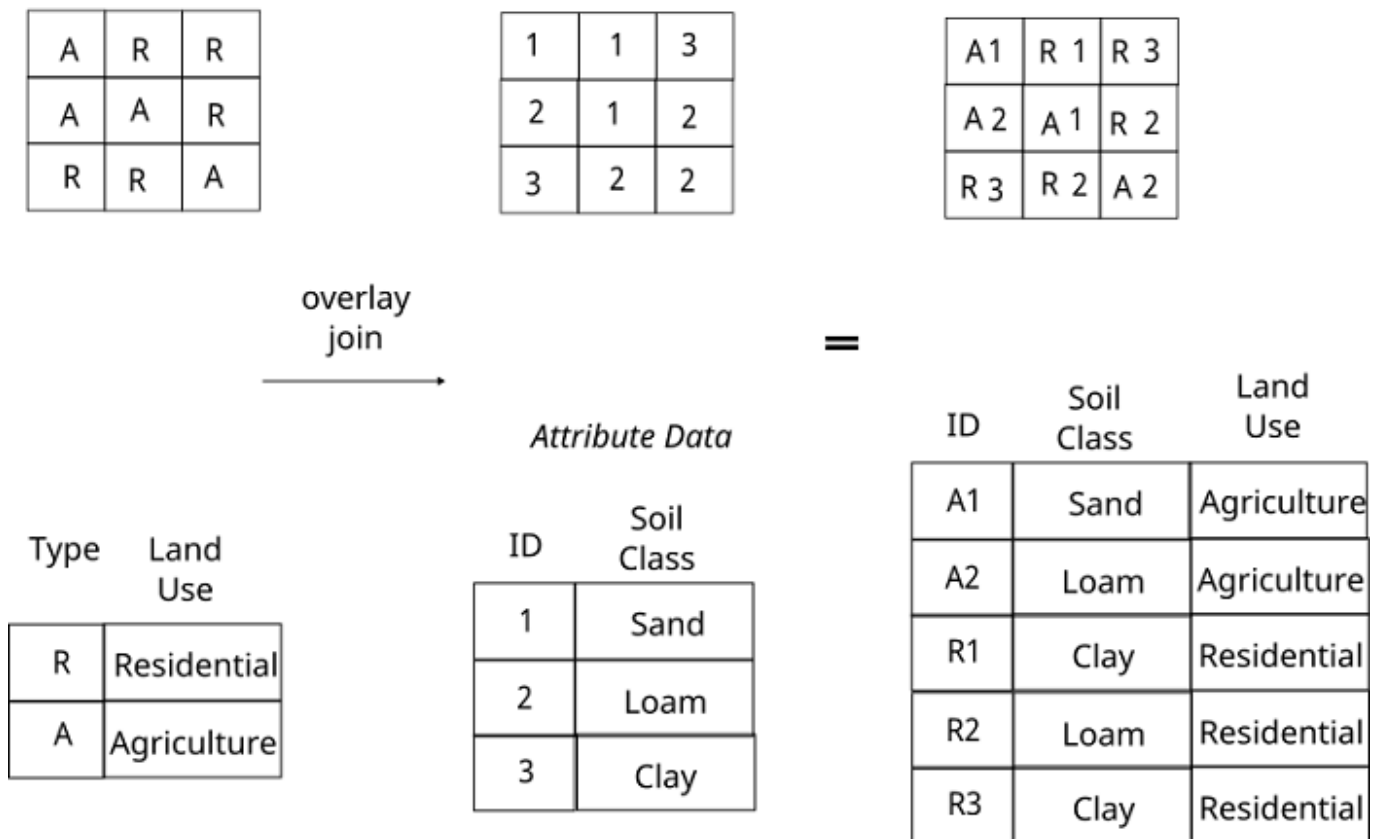 A R R
A A R
R R A
1 1 3
2 1 2
3 2 2
A1 R 1 R 3
A 2 A 1 R 2
R 3 R 2 A 2
overlay
join
=
Type Land
Use
R Residential
A Agriculture
Attribute Data
ID Soil
Class
1 Sand
2 Loam
3 Clay
ID Soil
Class Land
Use
A1 Sand Agriculture
A2 Loam Agriculture
R1 Clay Residential
R2 Loam Residential
R3 Clay Residential